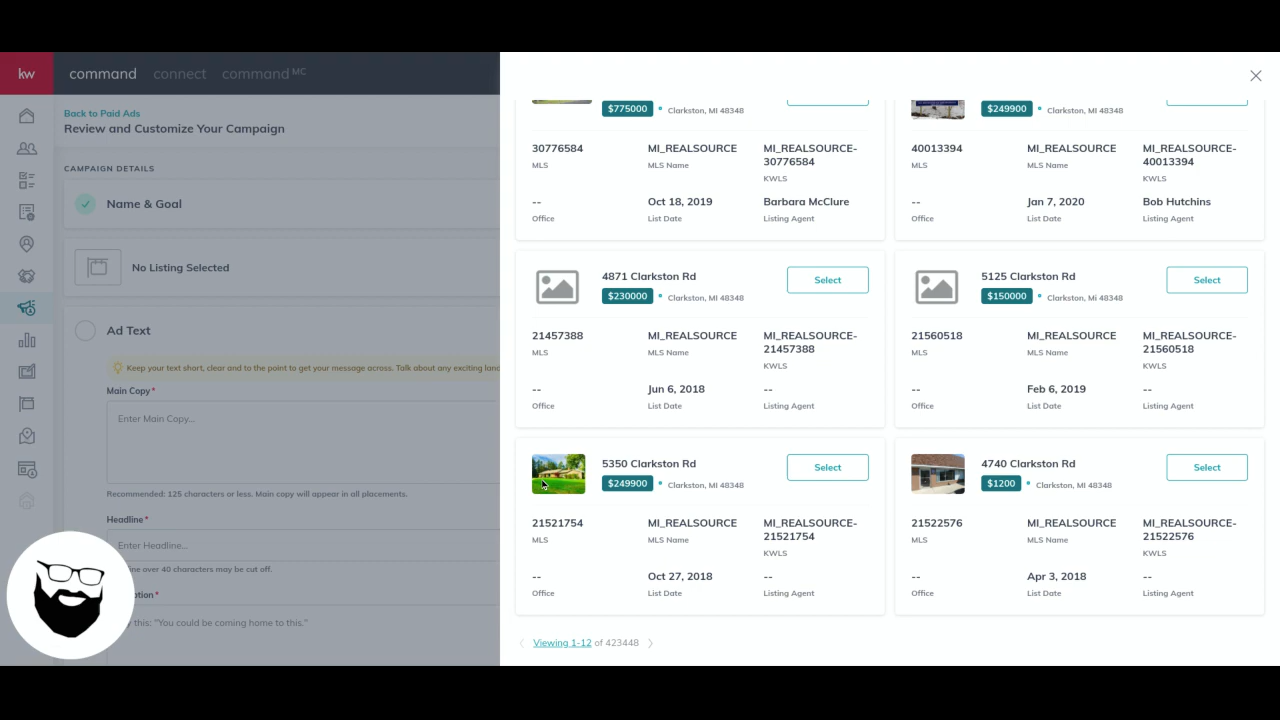 kw
command connect command MC
Back to Paid Ads
Review and Customize Your Campaign
CAMPAIGN DETAILS
Name & Goal
No Listing Selected
Ad Text
Keep your text short, clear and to the point to get your message across. Talk about any exciting lan
Main Copy*
Enter Main Copy...
Recommended: 125 characters or less. Main copy will appear in all placements.
Headline*
Enter Headline...
ine over 40 characters may be cut off.
ption*
y this: "You could be coming home to this."
$775000 • Clarkston, MI 48348
30776584 MI_REALSOURCE MI_REALSOURCE-
30776584
MLS MLS Name
KWLS
-- Oct 18, 2019 Barbara McClure
Office List Date Listing Agent
$249900 • Clarkston, MI 48348
40013394 MI_REALSOURCE MI_REALSOURCE-
40013394
MLS MLS Name
KWLS
-- Jan 7, 2020 Bob Hutchins
Office List Date Listing Agent
4871 Clarkston Rd Select
$230000 • Clarkston, MI 48348
21457388 MI_REALSOURCE MI_REALSOURCE-
21457388
MLS MLS Name
KWLS
-- Jun 6, 2018 --
Office List Date Listing Agent
5125 Clarkston Rd Select
$150000 • Clarkston, Mi 48348
21560518 MI_REALSOURCE MI_REALSOURCE-
21560518
MLS MLS Name
KWLS
-- Feb 6, 2019 --
Office List Date Listing Agent
5350 Clarkston Rd Select
$249900 • Clarkston, MI 48348
21521754 MI_REALSOURCE MI_REALSOURCE-
21521754
MLS MLS Name
KWLS
-- Oct 27, 2018 --
Office List Date Listing Agent
4740 Clarkston Rd Select
$1200 • Clarkston, MI 48348
21522576 MI_REALSOURCE MI_REALSOURCE-
21522576
MLS MLS Name
KWLS
-- Apr 3, 2018 --
Office List Date Listing Agent
Viewing 1-12 of 423448